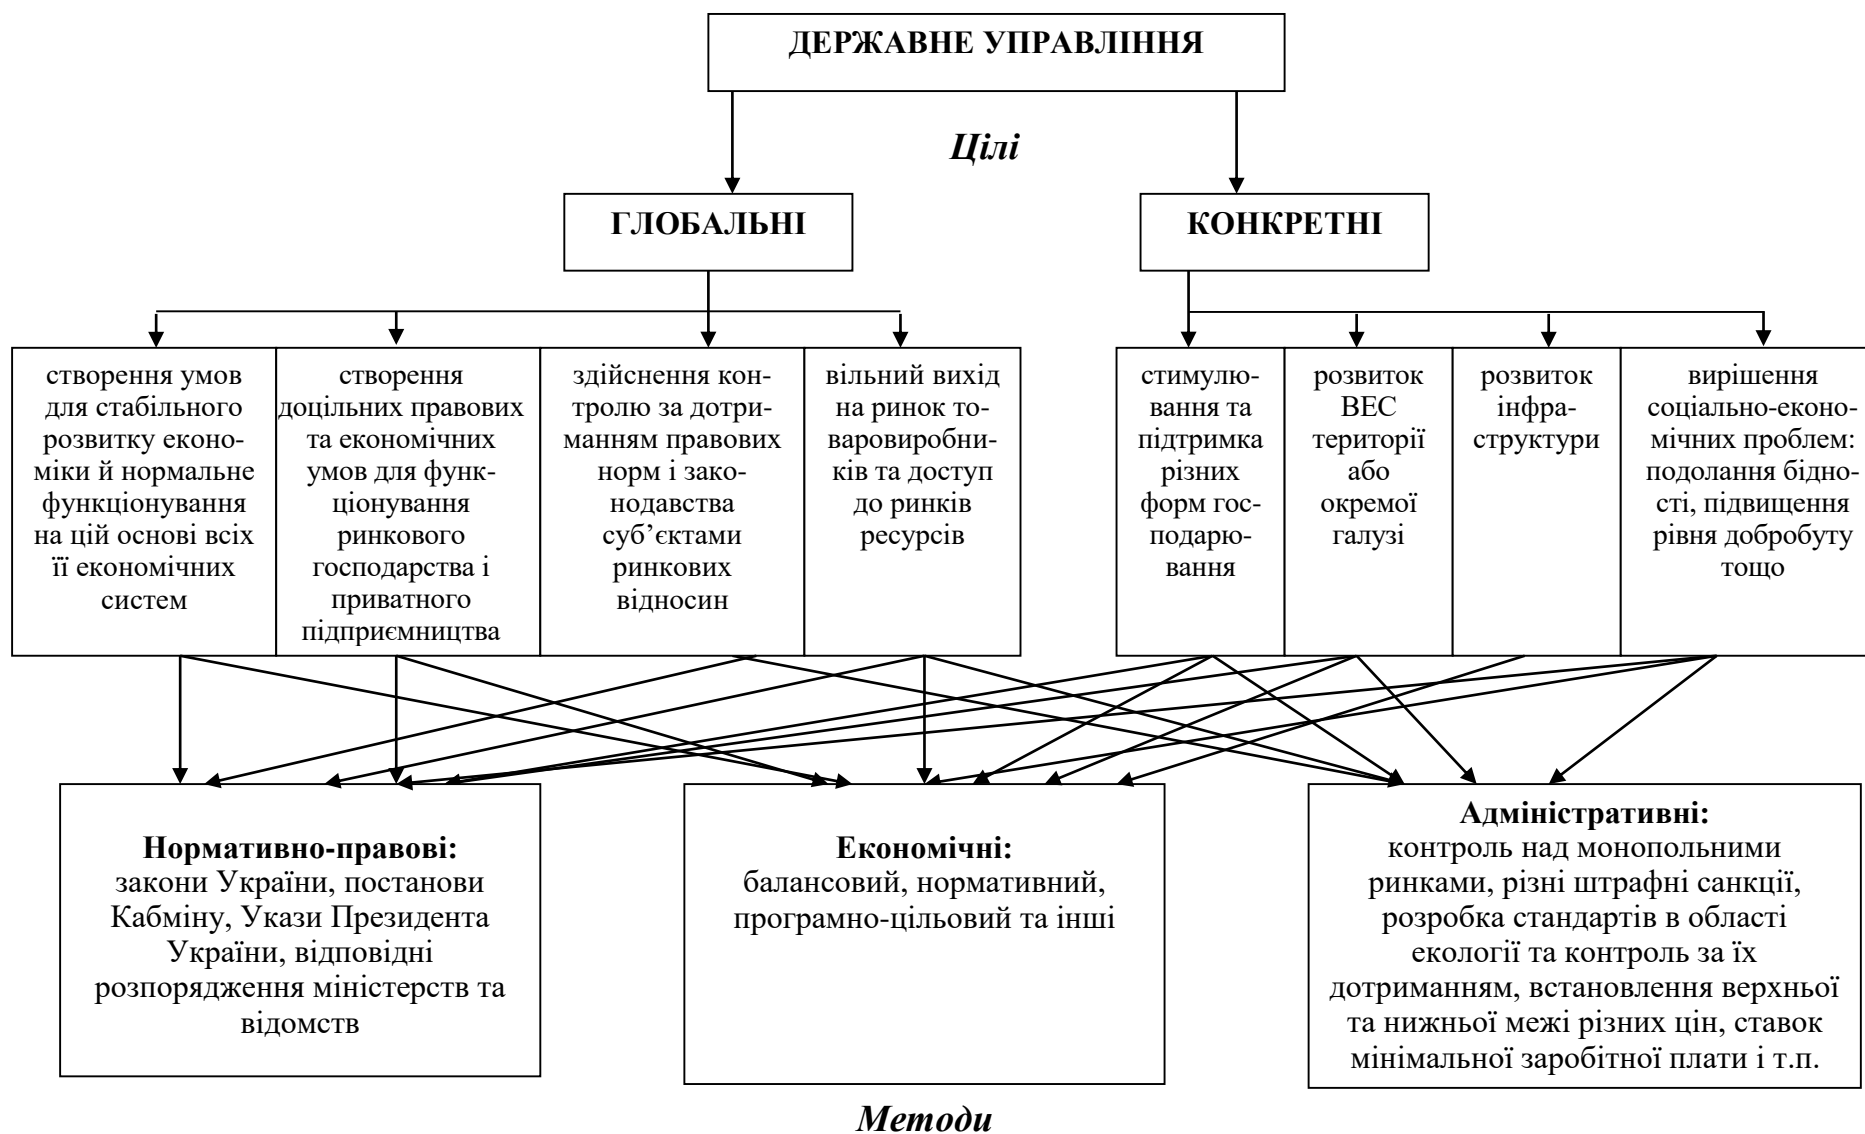 ДЕРЖАВНЕ УПРАВЛІННЯ
Цілі
ГЛОБАЛЬНІ
КОНКРЕТНІ
створення умов
для стабільного
розвитку еконо-
міки й нормальне
функціонування
на цій основі всіх
її економічних
систем
створення
доцільних правових
та економічних
умов для функ-
ціонування
ринкового
господарства і
приватного
підприємництва
здійснення кон-
тролю за дотри-
манням правових
норм і зако-
нодавства
суб’єктами
ринкових
відносин
вільний вихід
на ринок то-
варовиробни-
ків та доступ
до ринків
ресурсів
стимулю-
вання та
підтримка
різних
форм гос-
подарю-
вання
розвиток
ВЕС
території
або
окремої
галузі
розвиток
інфра-
структури
вирішення
соціально-еконо-
мічних проблем:
подолання бідно-
сті, підвищення
рівня добробуту
тощо
Нормативно-правові:
закони України, постанови
Кабміну, Укази Президента
України, відповідні
розпорядження міністерств та
відомств
Економічні:
балансовий, нормативний,
програмно-цільовий та інші
Адміністративні:
контроль над монопольними
ринками, різні штрафні санкції,
розробка стандартів в області
екології та контроль за їх
дотриманням, встановлення верхньої
та нижньої межі різних цін, ставок
мінімальної заробітної плати і т.п.
Методи